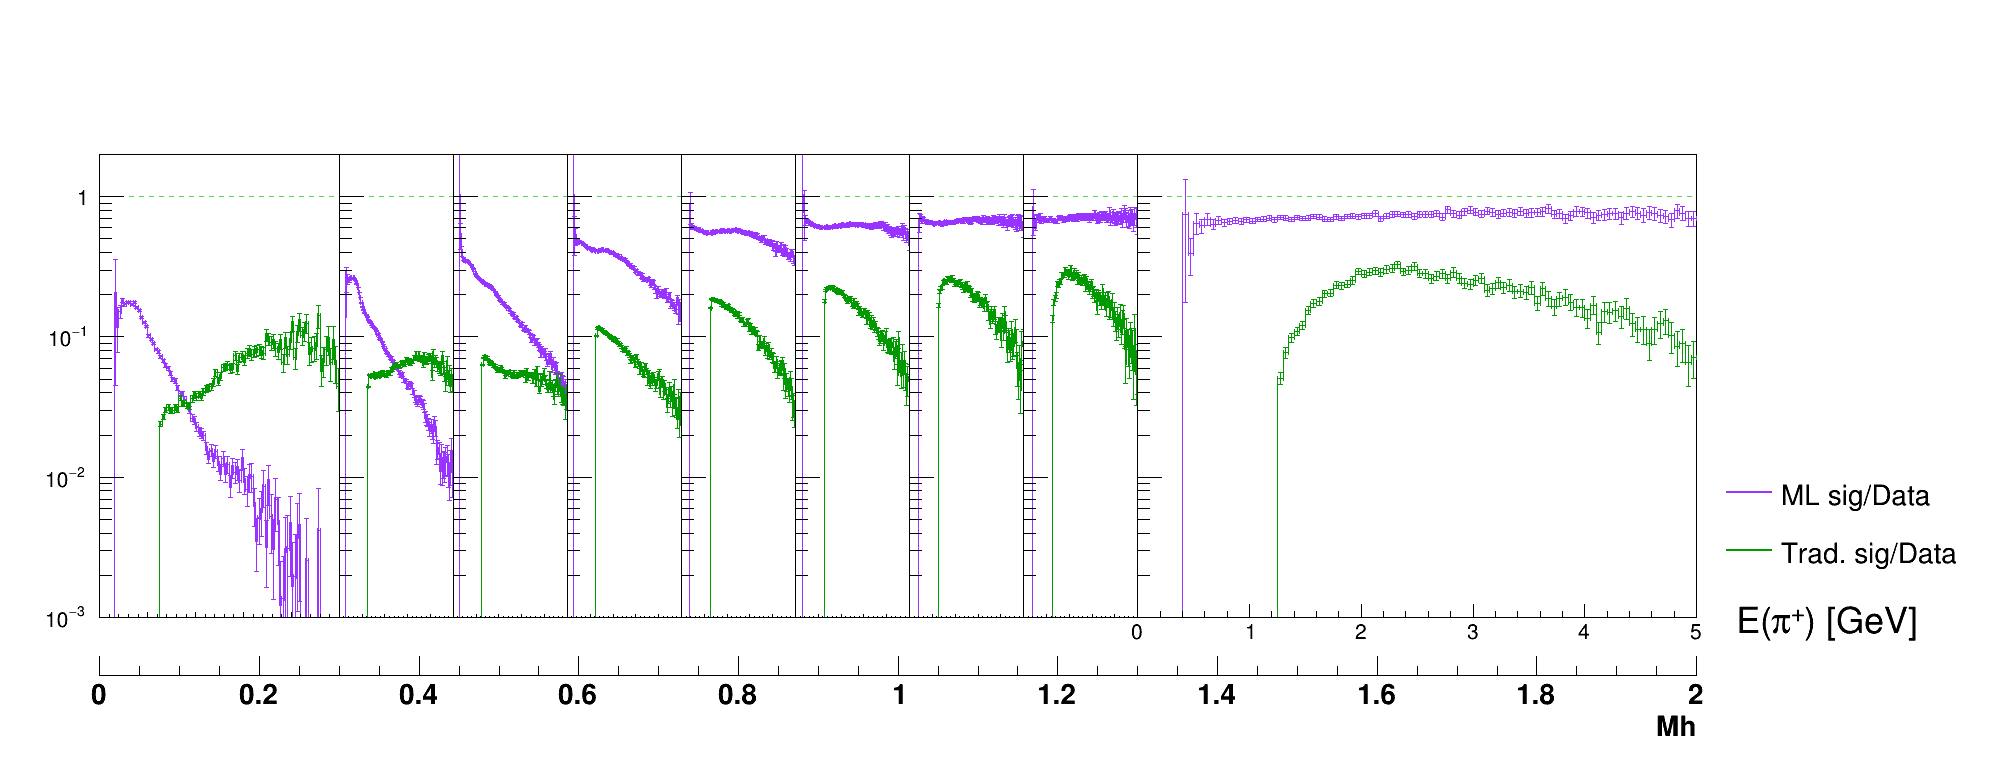 1
10⁻¹
10⁻²
10⁻³
ML sig/Data
Trad. sig/Data
0 1 2 3 4 5
E(π⁺) [GeV]
0 0.2 0.4 0.6 0.8 1 1.2 1.4 1.6 1.8 2
Mh